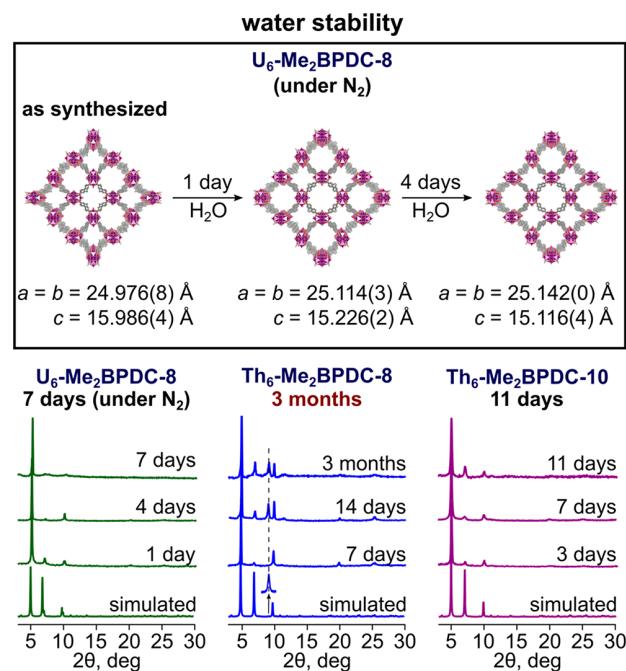 water stability
U₆-Me₂BPDC-8
(under N₂)
as synthesized
1 day
H₂O
4 days
H₂O
a = b = 24.976(8) Å
c = 15.986(4) Å
a = b = 25.114(3) Å
c = 15.226(2) Å
a = b = 25.142(0) Å
c = 15.116(4) Å
U₆-Me₂BPDC-8
7 days (under N₂)
7 days
4 days
1 day
simulated
5 10 15 20 25 30
2θ, deg
Th₆-Me₂BPDC-8
3 months
3 months
14 days
7 days
simulated
5 10 15 20 25 30
2θ, deg
Th₆-Me₂BPDC-10
11 days
11 days
7 days
3 days
simulated
5 10 15 20 25 30
2θ, deg